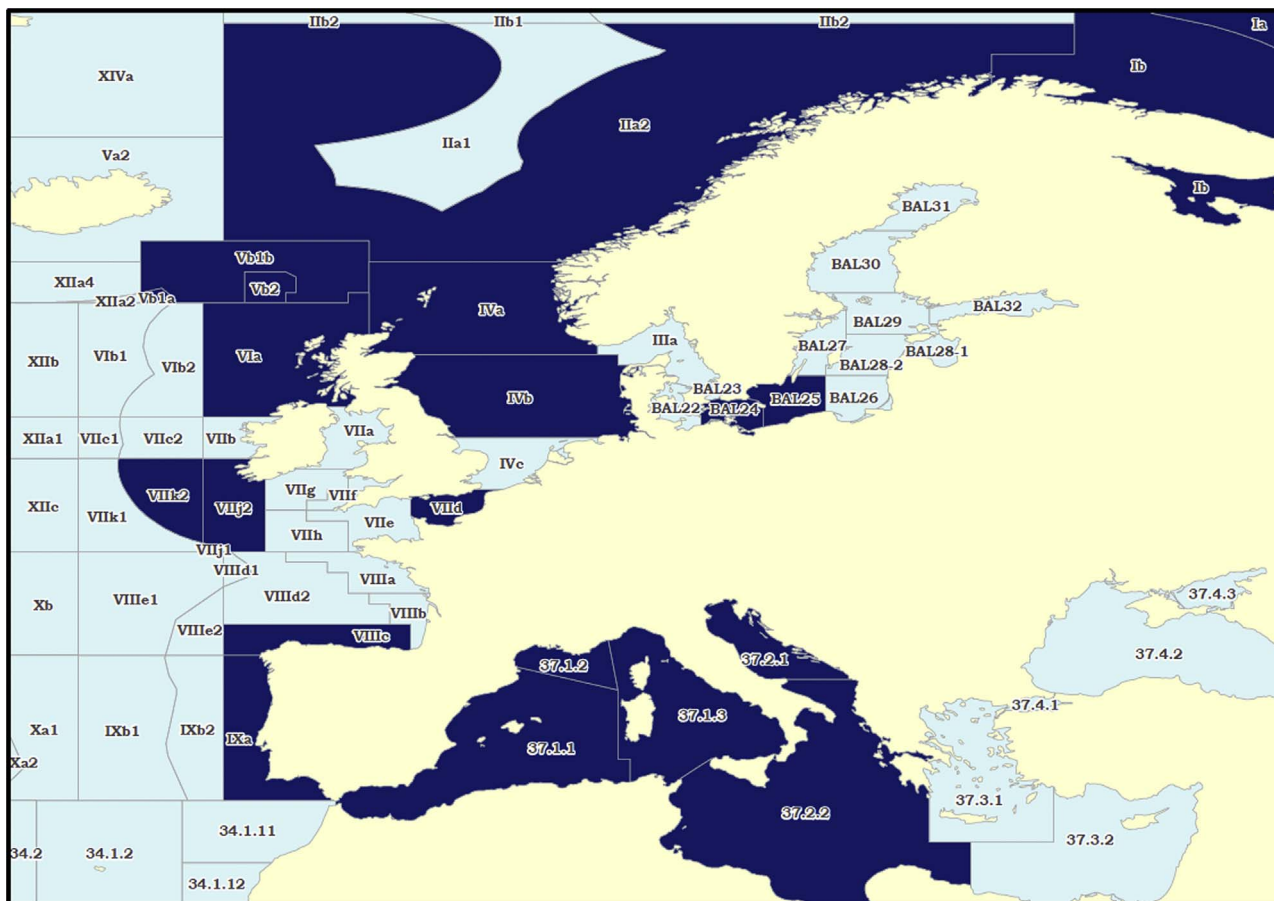 IIb2
IIb1
IIb2
Ia
XIVa
Ib
IIa1
IIa2
Va2
Ib
BAL31
Vb1b
BAL30
XIIa4
Vb2
XIIa2
Vb1a
IVa
BAL32
BAL29
XIIb
VIb1
VIb2
VIa
IIIa
BAL27
BAL28-1
BAL28-2
BAL23
IVb
BAL22
BAL24
BAL25
BAL26
XIIa1
VIIc1
VIIc2
VIIb
VIIa
IVc
VIIg
VIIf
XIIc
VIIk1
VIIk2
VIIj2
VIId
VIIe
VIIh
VIIj1
VIIId1
VIIIa
37.4.3
Xb
VIIIe1
VIIId2
VIIIb
VIIIe2
VIIIc
37.4.2
37.1.2
37.2.1
37.4.1
Xa1
IXb1
IXb2
IXa
37.1.3
37.1.1
Xa2
37.3.1
37.2.2
34.1.11
37.3.2
34.2
34.1.2
34.1.12